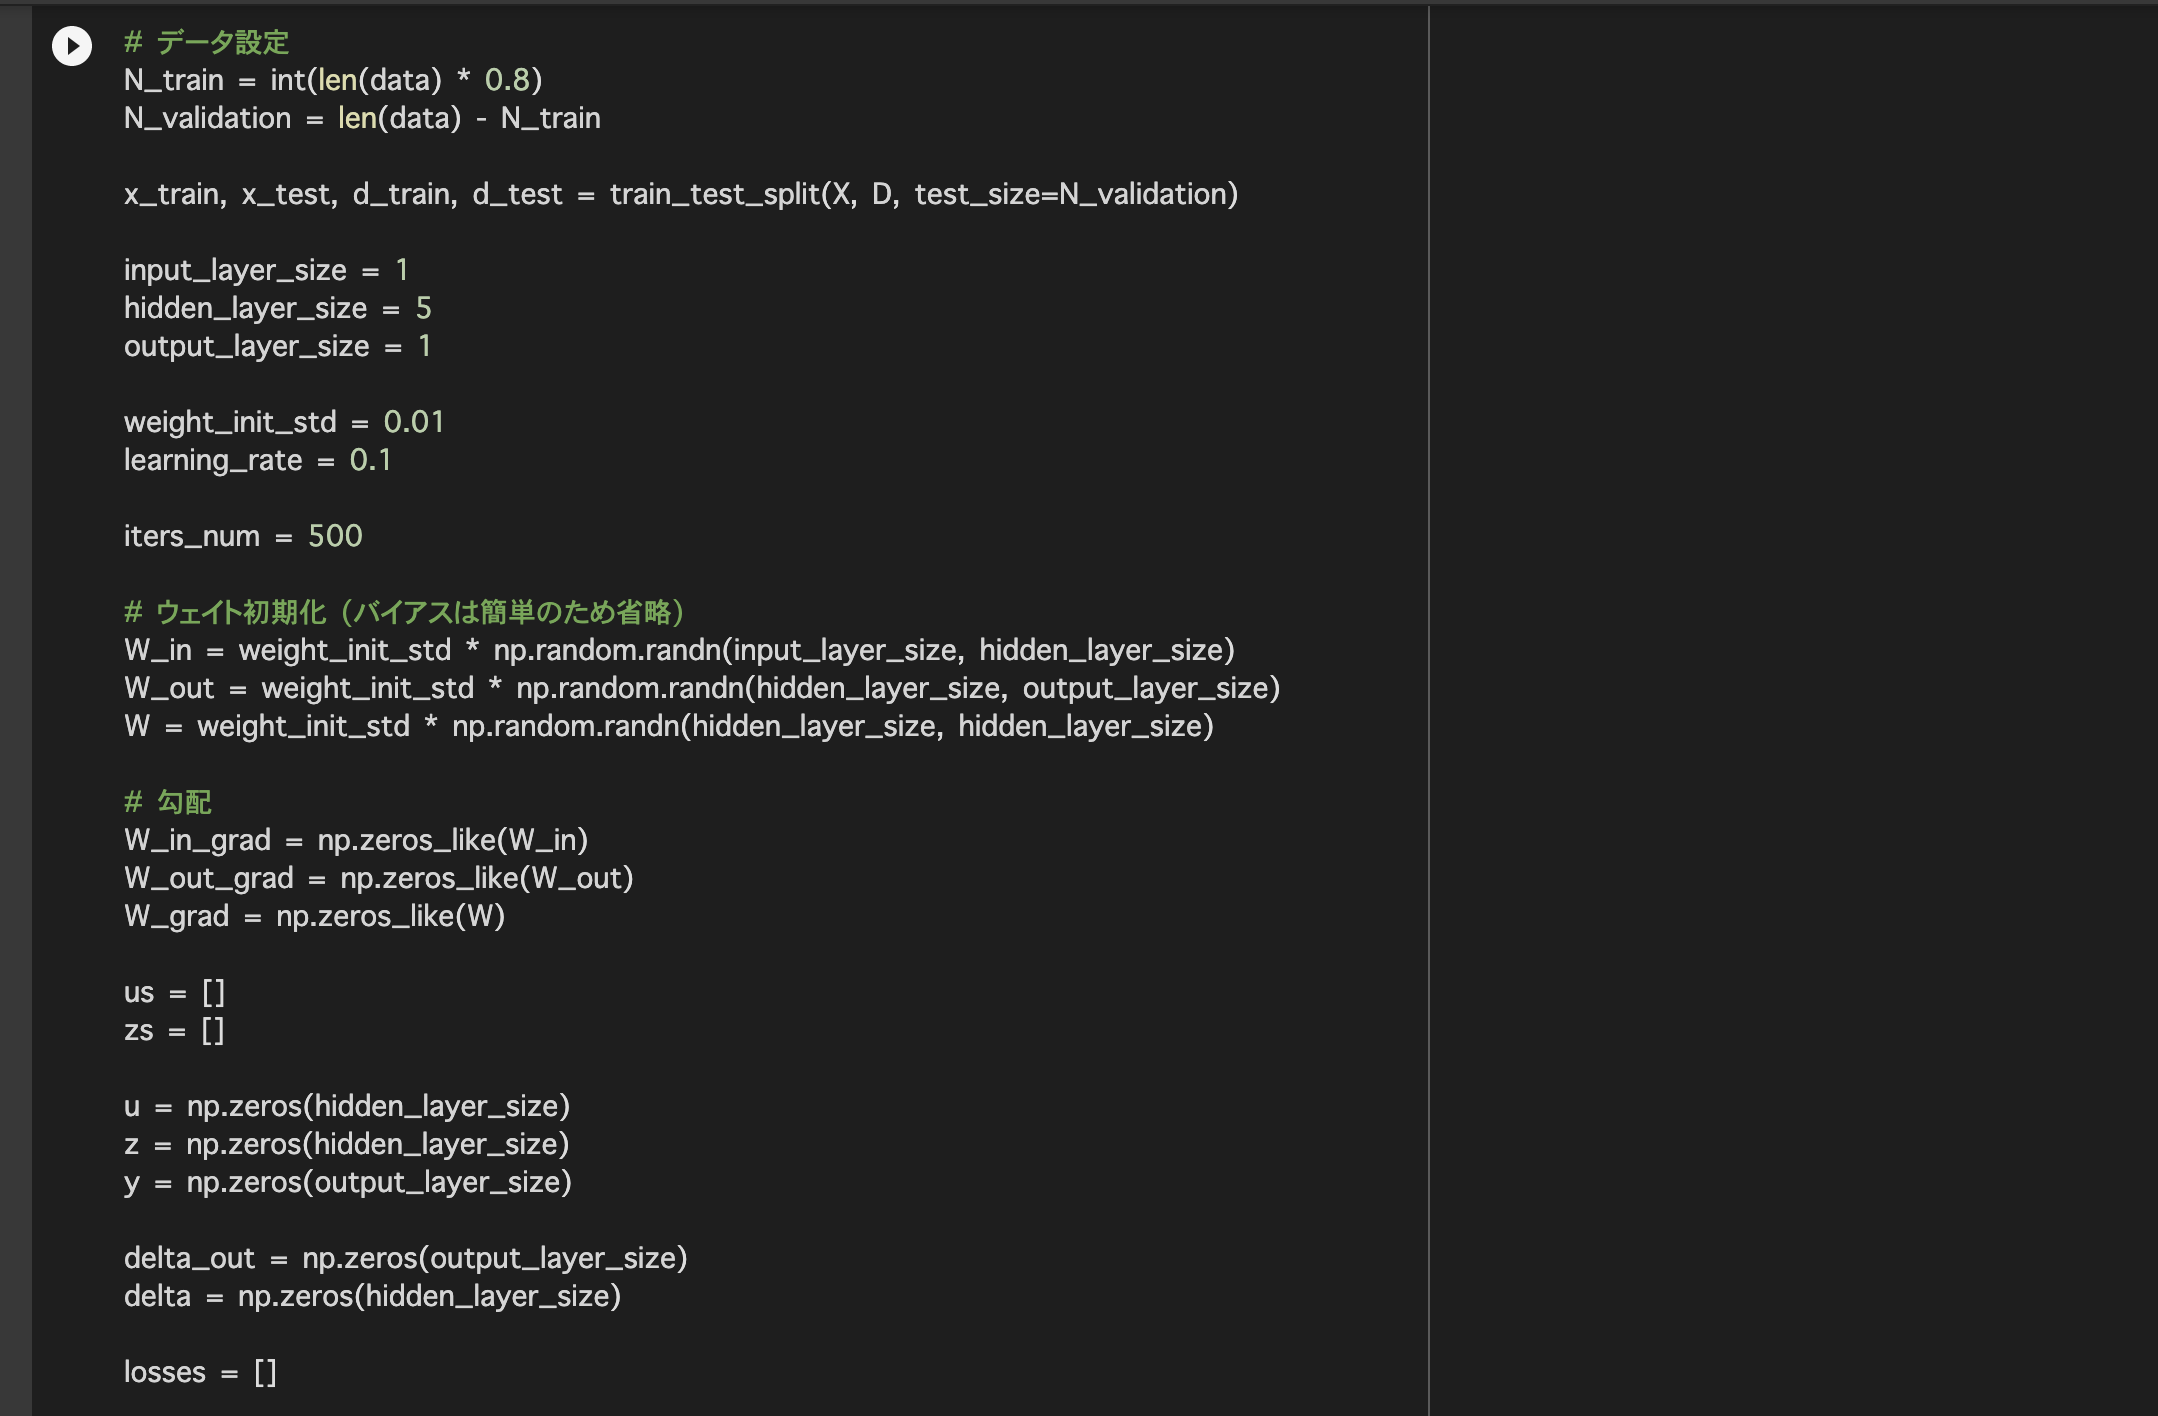 # データ設定
N_train = int(len(data) * 0.8)
N_validation = len(data) - N_train
x_train, x_test, d_train, d_test = train_test_split(X, D, test_size=N_validation)
input_layer_size = 1
hidden_layer_size = 5
output_layer_size = 1
weight_init_std = 0.01
learning_rate = 0.1
iters_num = 500
# ウェイト初期化（バイアスは簡単のため省略）
W_in = weight_init_std * np.random.randn(input_layer_size, hidden_layer_size)
W_out = weight_init_std * np.random.randn(hidden_layer_size, output_layer_size)
W = weight_init_std * np.random.randn(hidden_layer_size, hidden_layer_size)
# 勾配
W_in_grad = np.zeros_like(W_in)
W_out_grad = np.zeros_like(W_out)
W_grad = np.zeros_like(W)
us = []
zs = []
u = np.zeros(hidden_layer_size)
z = np.zeros(hidden_layer_size)
y = np.zeros(output_layer_size)
delta_out = np.zeros(output_layer_size)
delta = np.zeros(hidden_layer_size)
losses = []